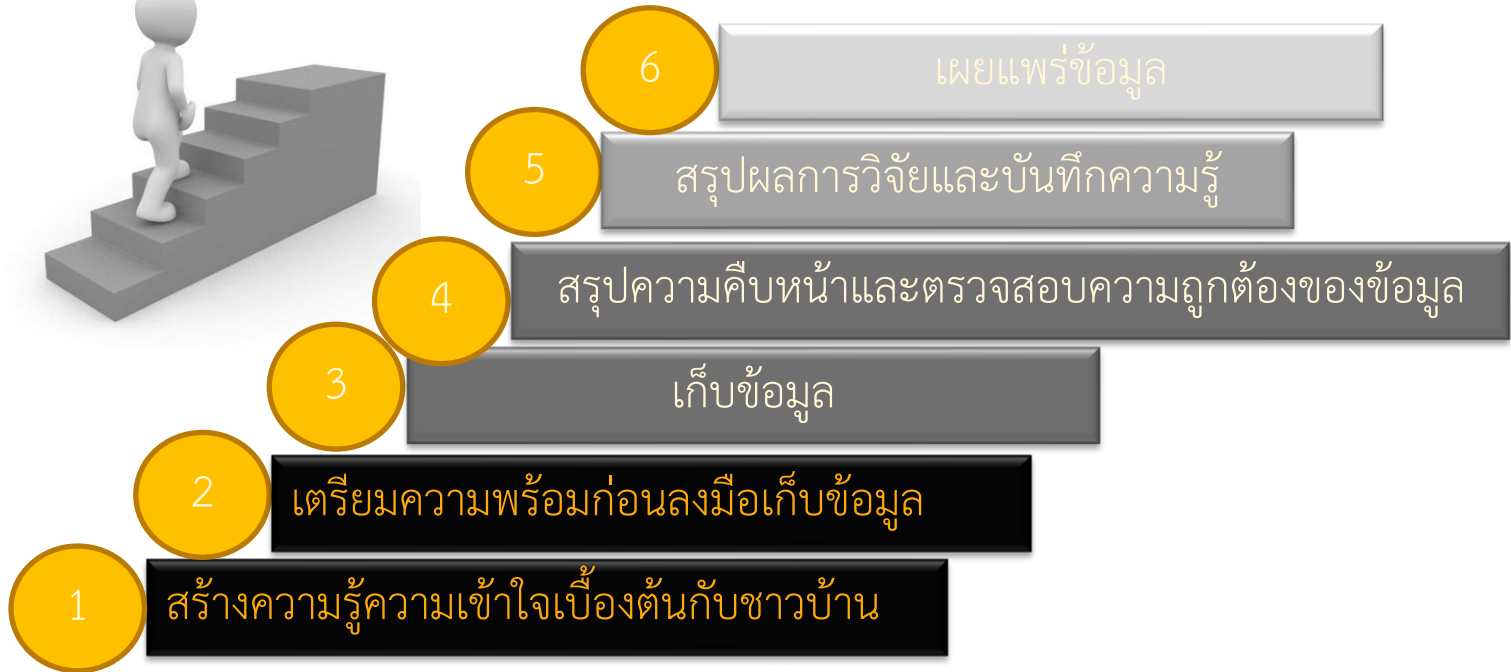 6 เผยแพร่ข้อมูล
5 สรุปผลการวิจัยและบันทึกความรู้
4 สรุปความคืบหน้าและตรวจสอบความถูกต้องของข้อมูล
3 เก็บข้อมูล
2 เตรียมความพร้อมก่อนลงมือเก็บข้อมูล
1 สร้างความรู้ความเข้าใจเบื้องต้นกับชาวบ้าน